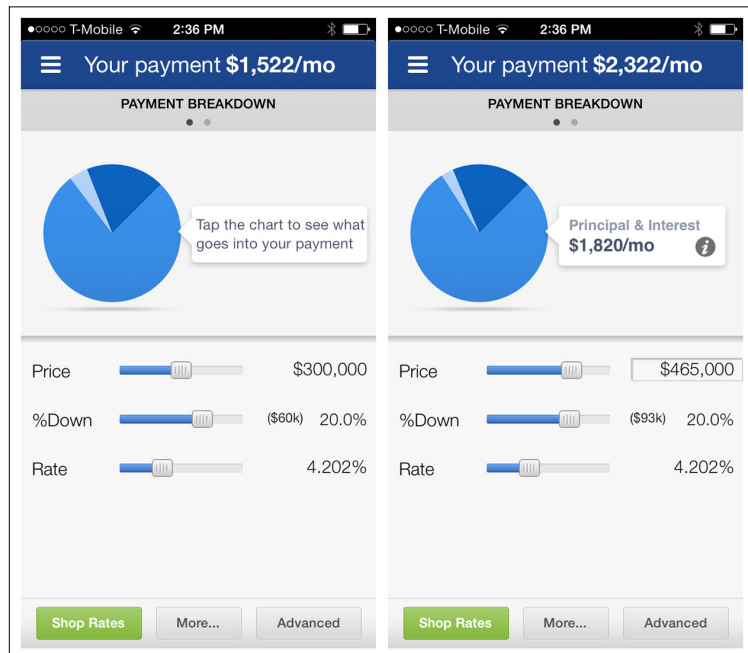 T-Mobile 2:36 PM
Your payment $1,522/mo
PAYMENT BREAKDOWN
Tap the chart to see what
goes into your payment
Price $300,000
%Down ($60k) 20.0%
Rate 4.202%
Shop Rates More... Advanced
T-Mobile 2:36 PM
Your payment $2,322/mo
PAYMENT BREAKDOWN
Principal & Interest
$1,820/mo i
Price $465,000
%Down ($93k) 20.0%
Rate 4.202%
Shop Rates More... Advanced